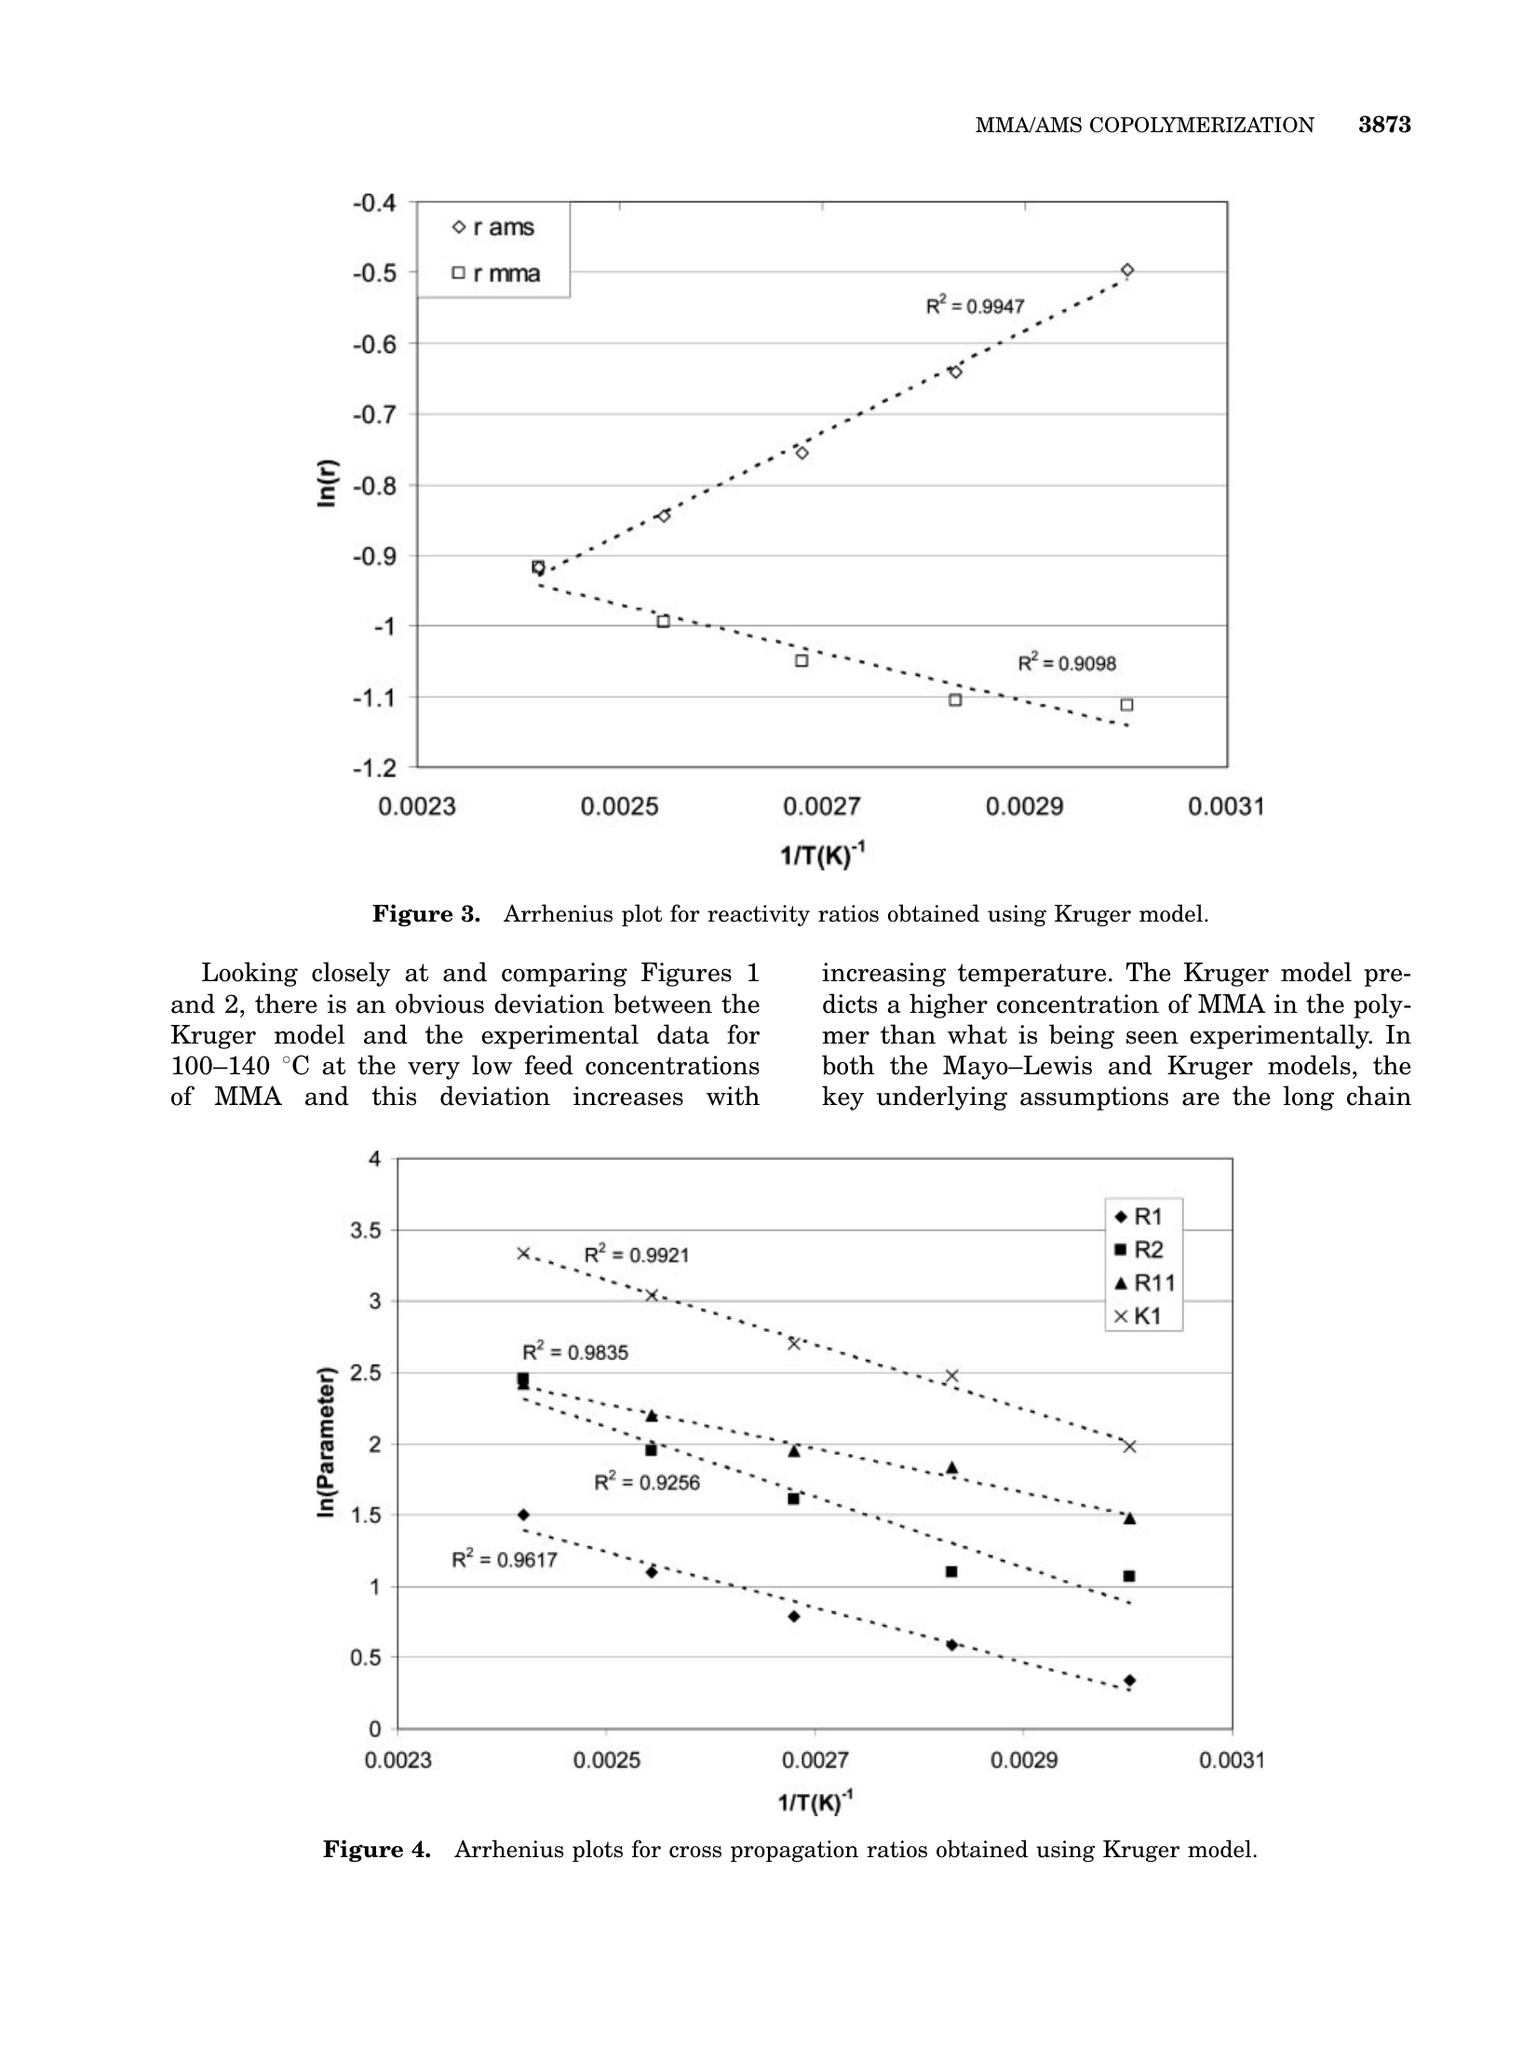 MMA/AMS COPOLYMERIZATION 3873
-0.4
-0.5
-0.6
-0.7
-0.8
-0.9
-1
-1.1
-1.2
ln(r)
r ams
r mma
R² = 0.9947
R² = 0.9098
0.0023 0.0025 0.0027 0.0029 0.0031
1/T(K)⁻¹
Figure 3. Arrhenius plot for reactivity ratios obtained using Kruger model.
Looking closely at and comparing Figures 1
and 2, there is an obvious deviation between the
Kruger model and the experimental data for
100–140 °C at the very low feed concentrations
of MMA and this deviation increases with
increasing temperature. The Kruger model pre-
dicts a higher concentration of MMA in the poly-
mer than what is being seen experimentally. In
both the Mayo–Lewis and Kruger models, the
key underlying assumptions are the long chain
4
3.5
3
2.5
2
1.5
1
0.5
0
ln(Parameter)
R1
R2
R11
K1
R² = 0.9921
R² = 0.9835
R² = 0.9256
R² = 0.9617
0.0023 0.0025 0.0027 0.0029 0.0031
1/T(K)⁻¹
Figure 4. Arrhenius plots for cross propagation ratios obtained using Kruger model.